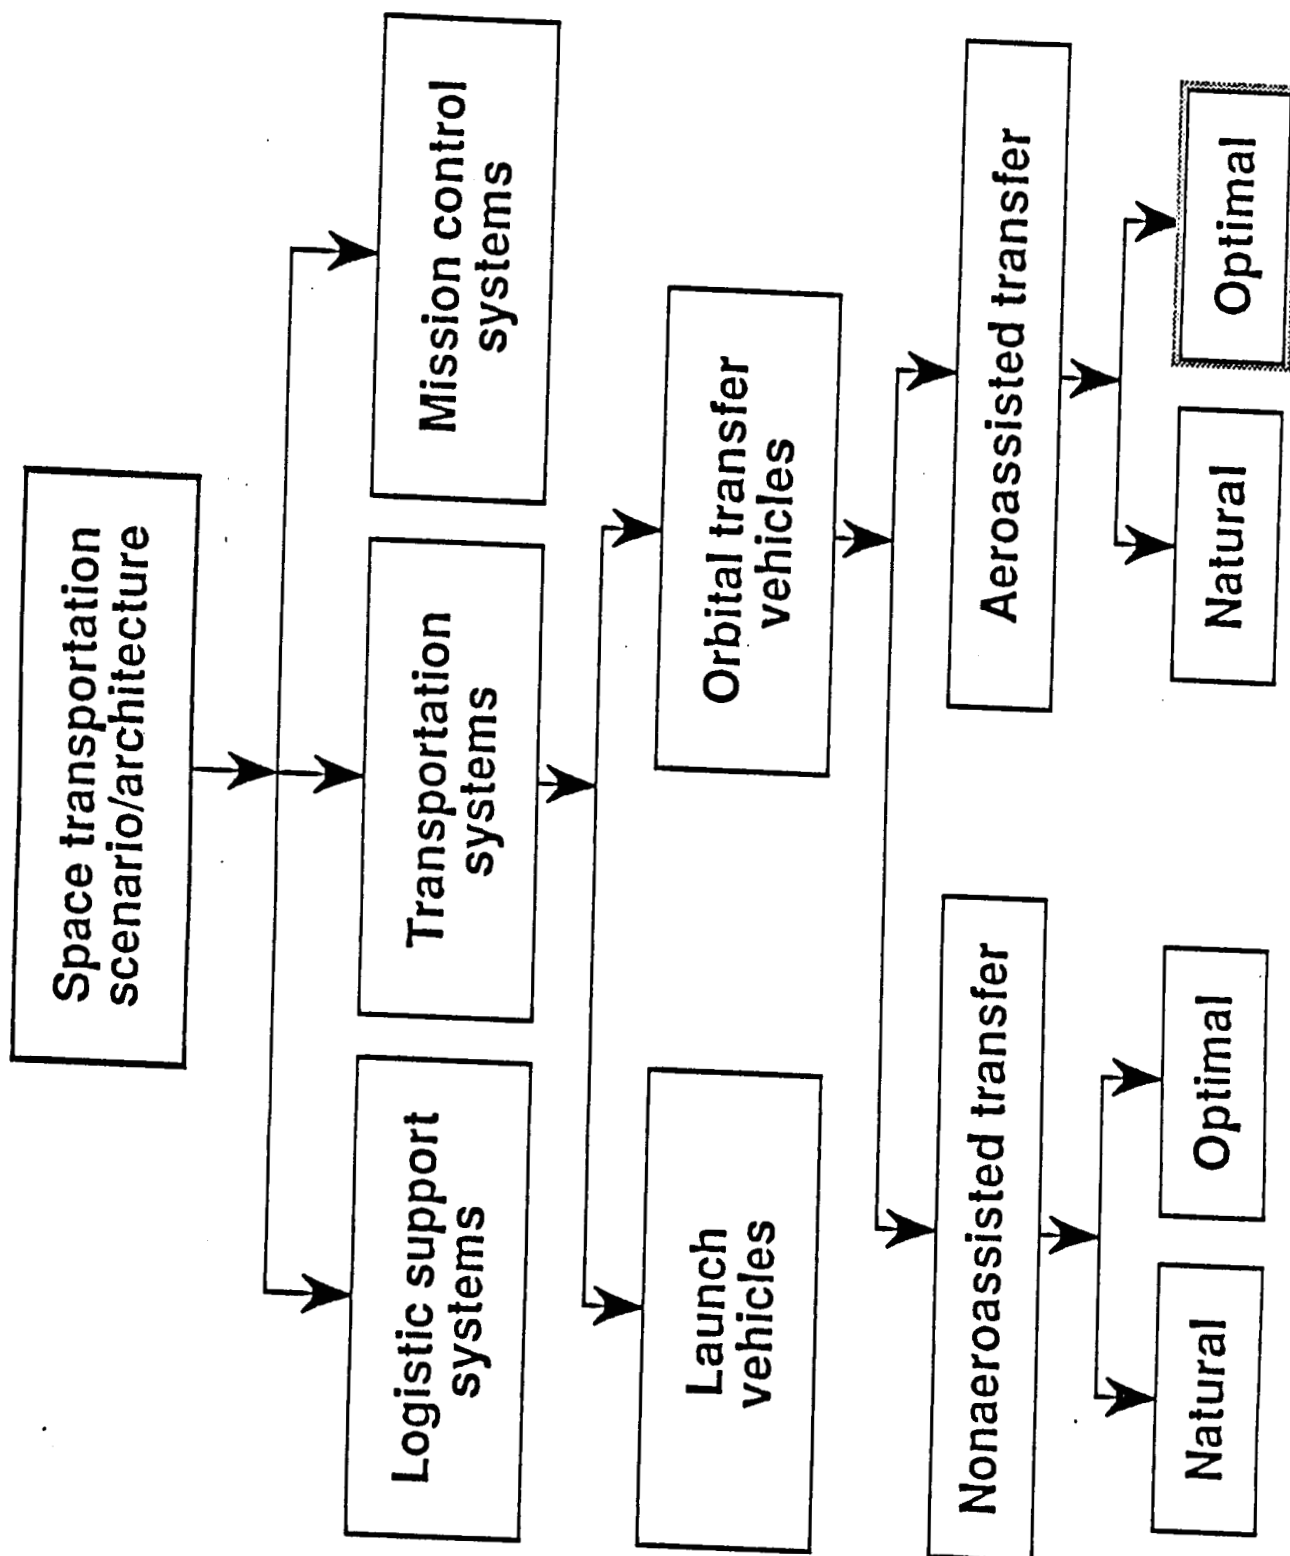 Space transportation
scenario/architecture
Logistic support
systems
Transportation
systems
Mission control
systems
Launch
vehicles
Orbital transfer
vehicles
Nonaeroassisted transfer
Aeroassisted transfer
Natural
Optimal
Natural
Optimal